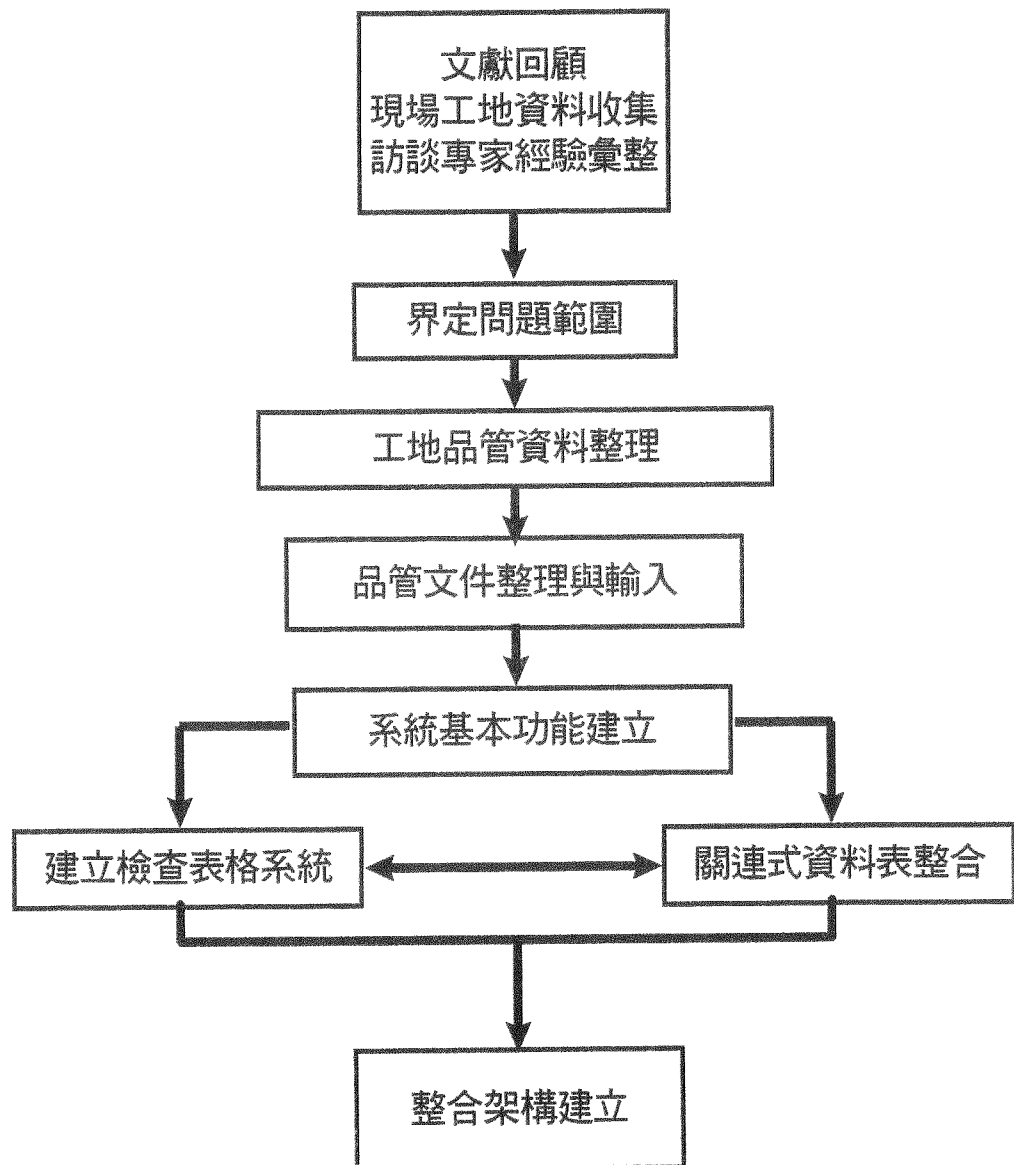 文獻回顧
現場工地資料收集
訪談專家經驗彙整
界定問題範圍
工地品管資料整理
品管文件整理與輸入
系統基本功能建立
建立檢查表格系統
關連式資料表整合
整合架構建立